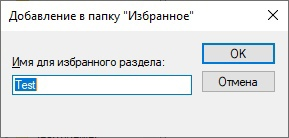 Добавление в папку "Избранное"
Имя для избранного раздела:
OK
Test
Отмена